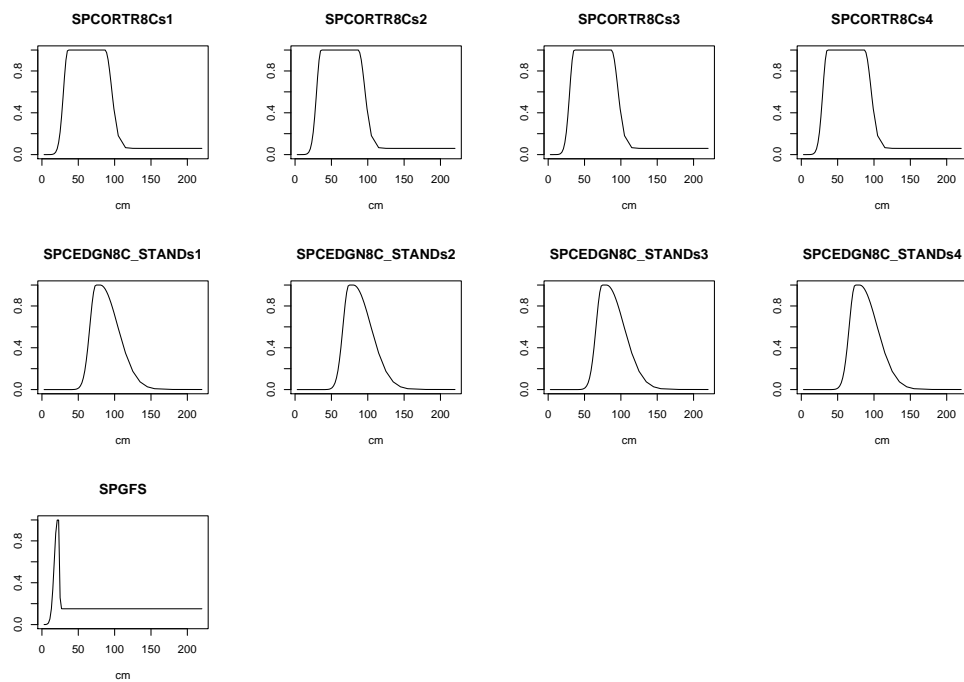 SPCORTR8Cs1 SPCORTR8Cs2 SPCORTR8Cs3 SPCORTR8Cs4
0.8 0.8 0.8 0.8
0.4 0.4 0.4 0.4
0.0 0.0 0.0 0.0
0 50 100 150 200 0 50 100 150 200 0 50 100 150 200 0 50 100 150 200
cm cm cm cm
SPCEDGN8C_STANDs1 SPCEDGN8C_STANDs2 SPCEDGN8C_STANDs3 SPCEDGN8C_STANDs4
0.8 0.8 0.8 0.8
0.4 0.4 0.4 0.4
0.0 0.0 0.0 0.0
0 50 100 150 200 0 50 100 150 200 0 50 100 150 200 0 50 100 150 200
cm cm cm cm
SPGFS
0.8
0.4
0.0
0 50 100 150 200
cm